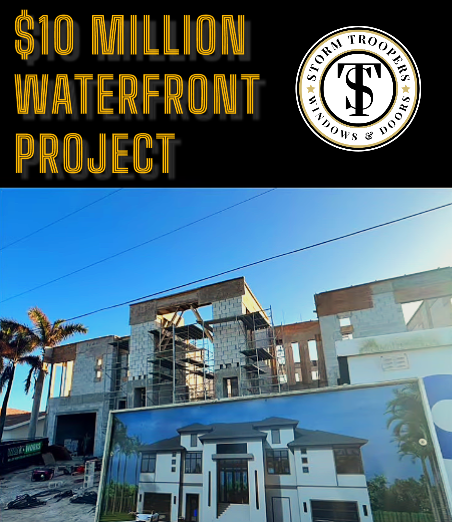 $10 MILLION
WATERFRONT
PROJECT
STORM TROOPERS
TS
WINDOWS & DOORS